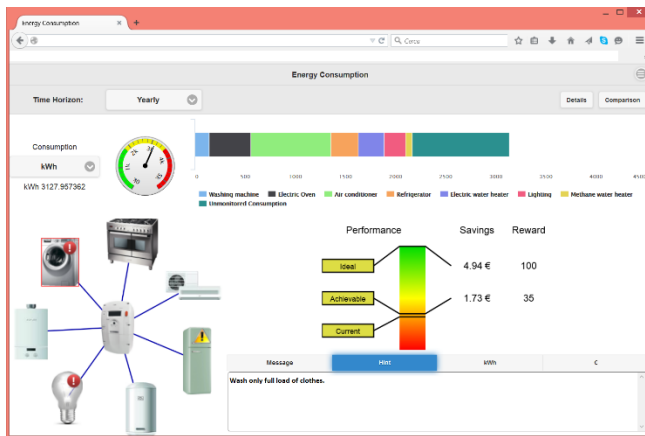 Energy Consumption
Cerca
Energy Consumption
Time Horizon: Yearly Details Comparison
Consumption
kWh
kWh 3127.957362
0 500 1000 1500 2000 2500 3000 3500 4000 4500
Washing machine Electric Oven Air conditioner Refrigerator Electric water heater Lighting Methane water heater
Unmonitored Consumption
Performance Savings Reward
Ideal 4.94 € 100
Achievable 1.73 € 35
Current
Message Hint kWh €
Wash only full load of clothes.